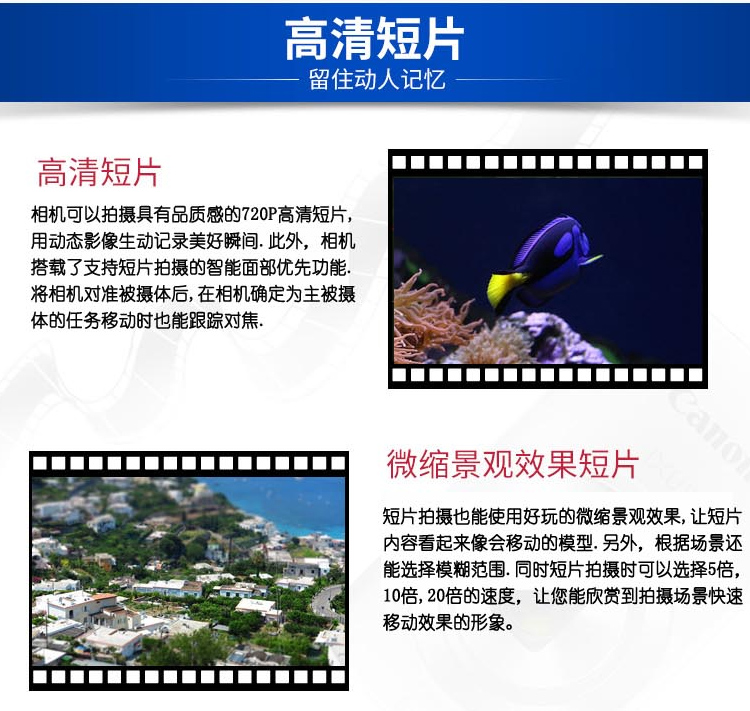 高清短片
留住动人记忆
高清短片
相机可以拍摄具有品质感的720P高清短片,
用动态影像生动记录美好瞬间.此外，相机
搭载了支持短片拍摄的智能面部优先功能.
将相机对准被摄体后,在相机确定为主被摄
体的任务移动时也能跟踪对焦.
Canon
微缩景观效果短片
短片拍摄也能使用好玩的微缩景观效果,让短片
内容看起来像会移动的模型.另外，根据场景还
能选择模糊范围.同时短片拍摄时可以选择5倍,
10倍,20倍的速度，让您能欣赏到拍摄场景快速
移动效果的形象。